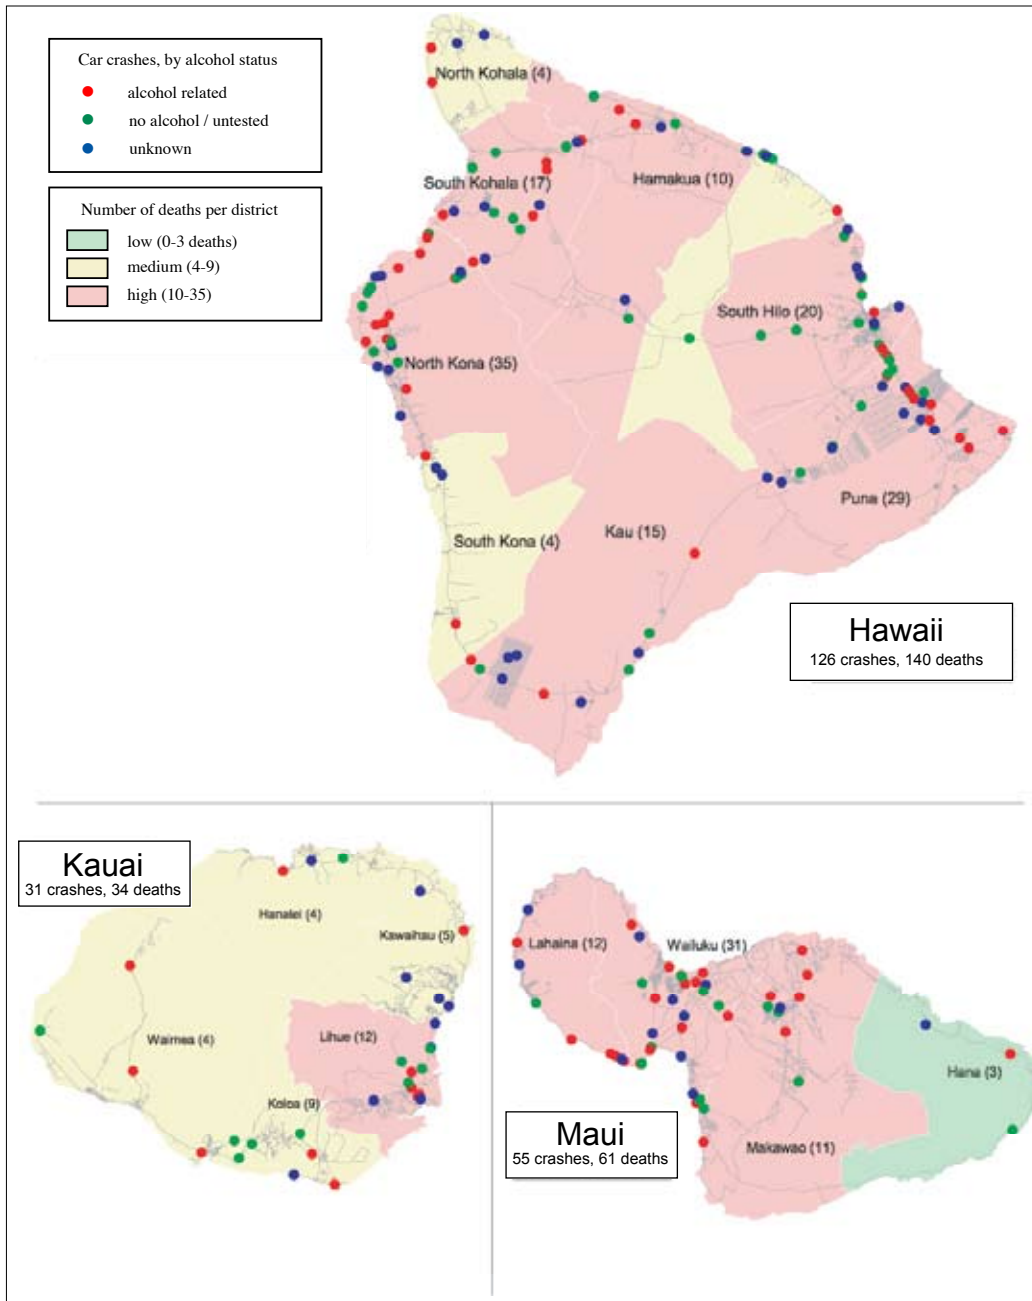 Car crashes, by alcohol status
alcohol related
no alcohol / untested
unknown
Number of deaths per district
low (0-3 deaths)
medium (4-9)
high (10-35)
North Kohala (4)
South Kohala (17)
Hamakua (10)
South Hilo (20)
North Kona (35)
Puna (29)
Kau (15)
South Kona (4)
Hawaii
126 crashes, 140 deaths
Kauai
31 crashes, 34 deaths
Hanalei (4)
Kawaihau (5)
Waimea (4)
Lihue (12)
Koloa (9)
Lahaina (12)
Wailuku (31)
Hana (3)
Makawao (11)
Maui
55 crashes, 61 deaths